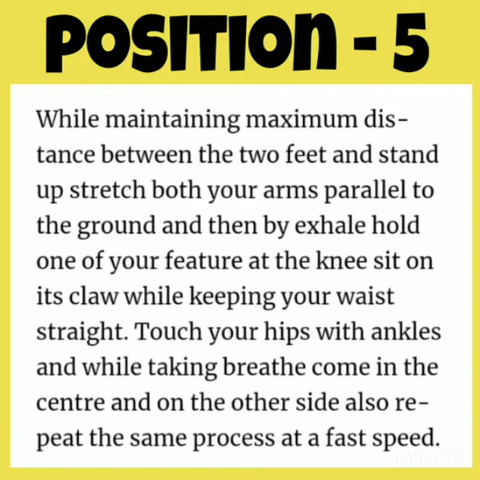 POSITION - 5
While maintaining maximum dis-
tance between the two feet and stand
up stretch both your arms parallel to
the ground and then by exhale hold
one of your feature at the knee sit on
its claw while keeping your waist
straight. Touch your hips with ankles
and while taking breathe come in the
centre and on the other side also re-
peat the same process at a fast speed.